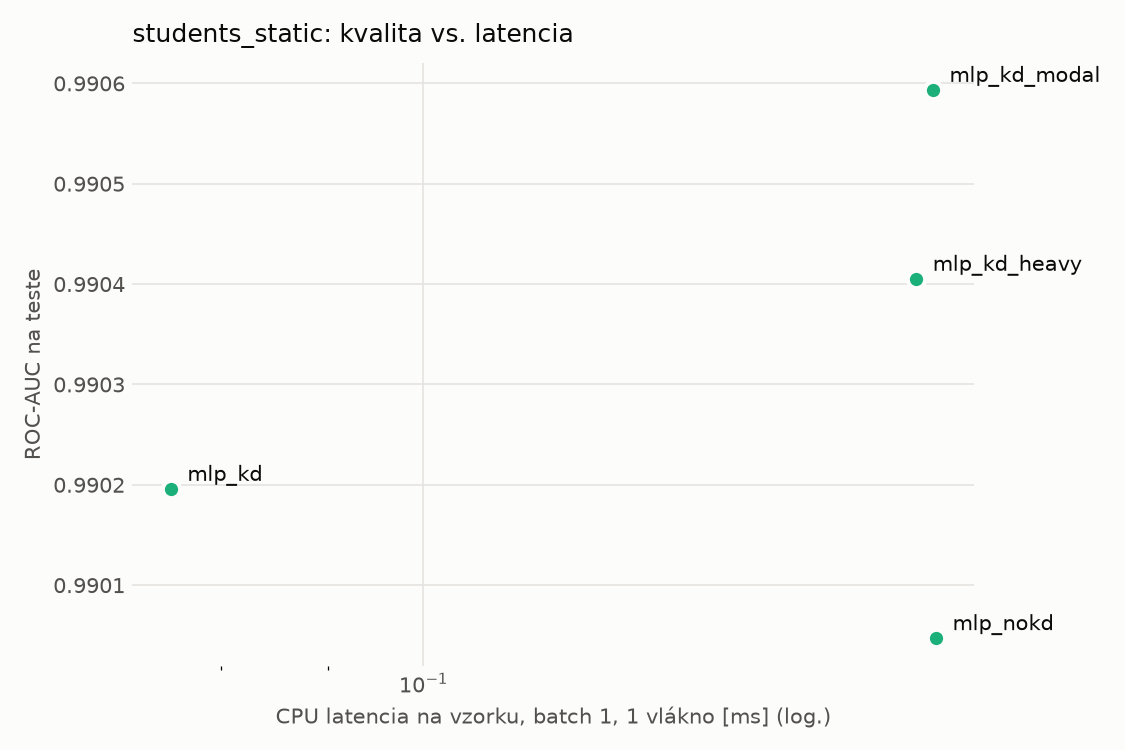 students_static: kvalita vs. latencia
mlp_kd_modal
0.9906
0.9905
mlp_kd_heavy
0.9904
ROC-AUC na teste
0.9903
mlp_kd
0.9902
0.9901
mlp_nokd
10⁻¹
CPU latencia na vzorku, batch 1, 1 vlákno [ms] (log.)